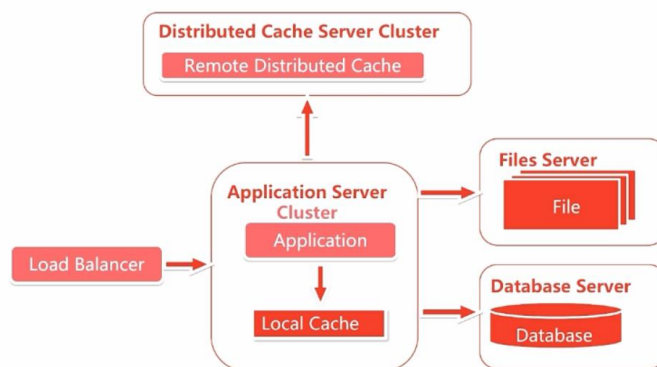 Distributed Cache Server Cluster
Remote Distributed Cache
Files Server
File
Application Server
Cluster
Application
Load Balancer
Local Cache
Database Server
Database